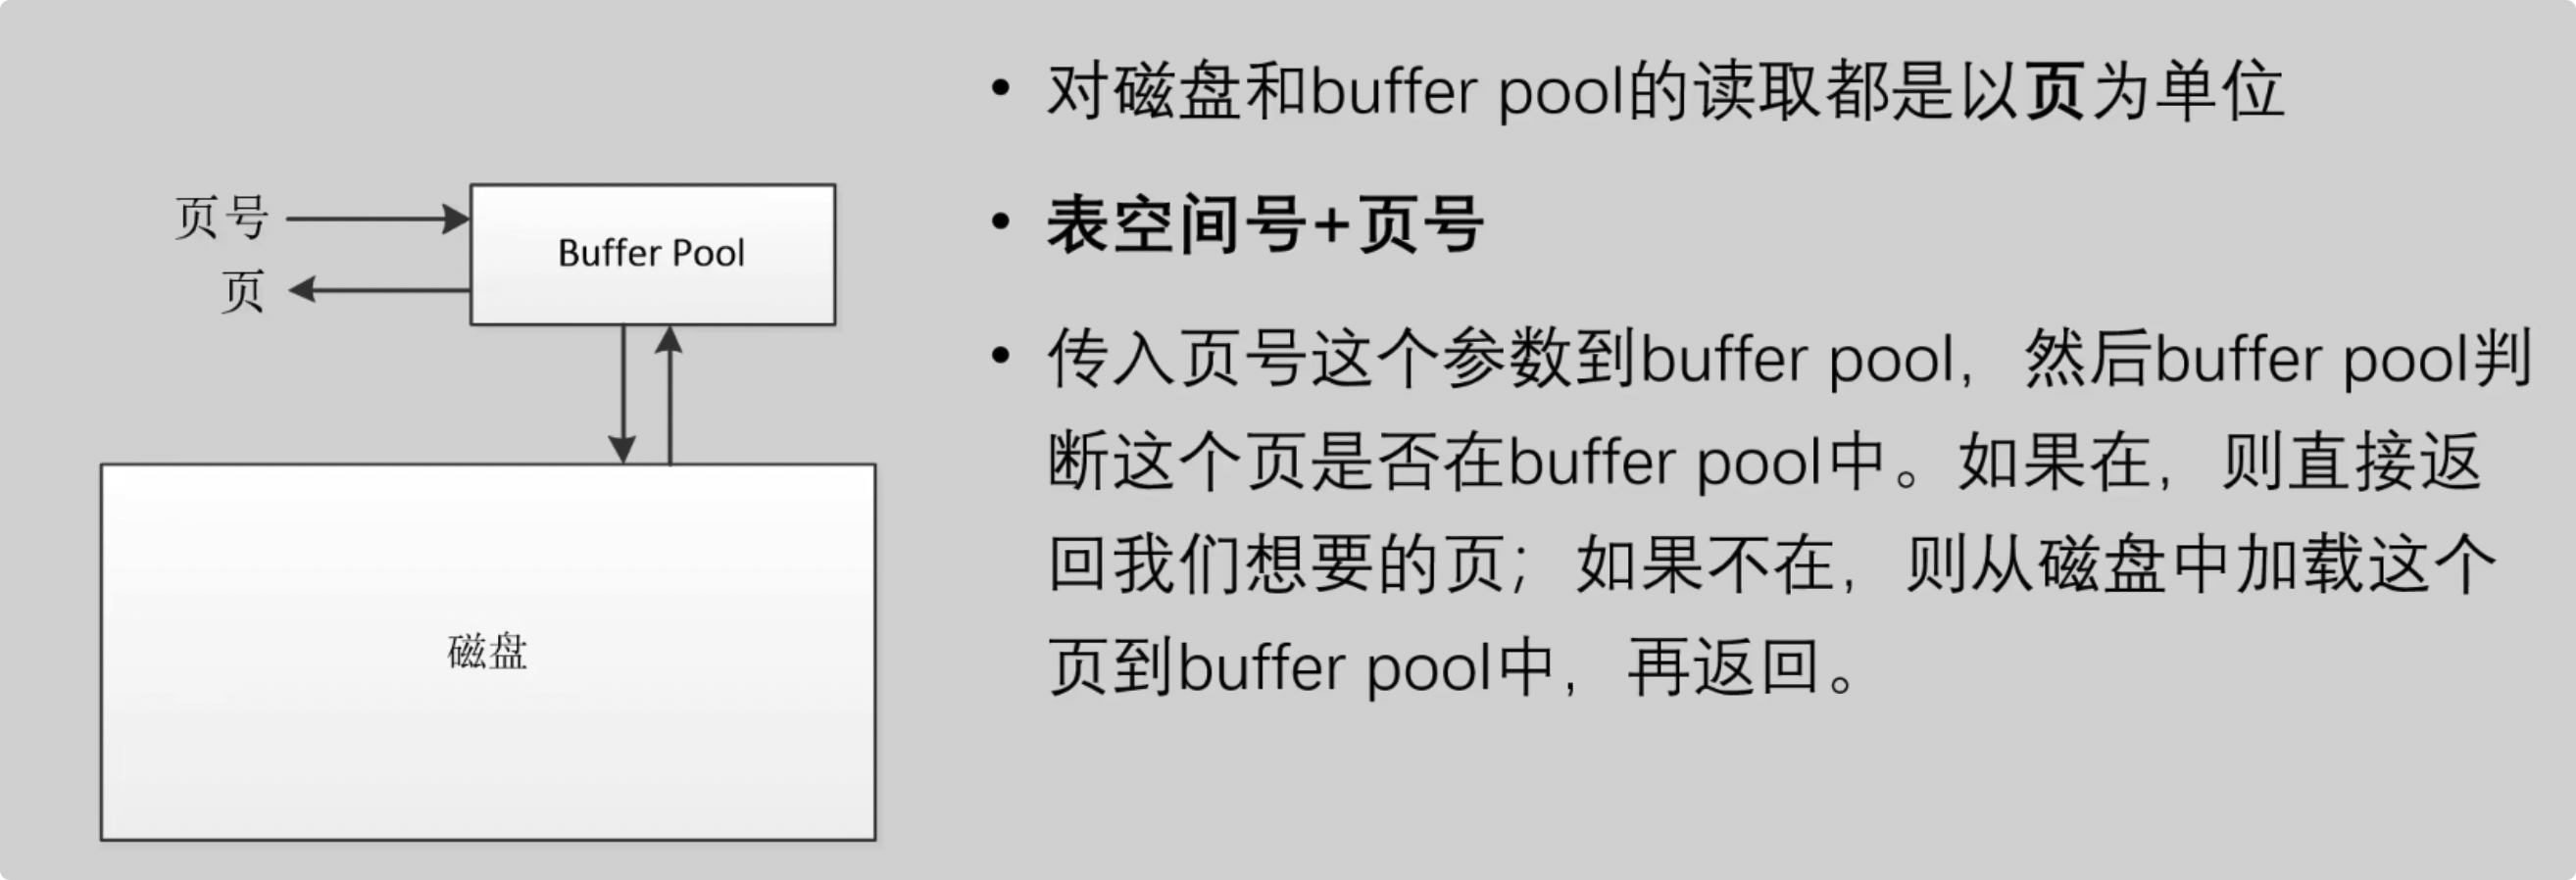 页号
页
Buffer Pool
磁盘
• 对磁盘和buffer pool的读取都是以页为单位
• 表空间号+页号
• 传入页号这个参数到buffer pool，然后buffer pool判
断这个页是否在buffer pool中。如果在，则直接返
回我们想要的页；如果不在，则从磁盘中加载这个
页到buffer pool中，再返回。